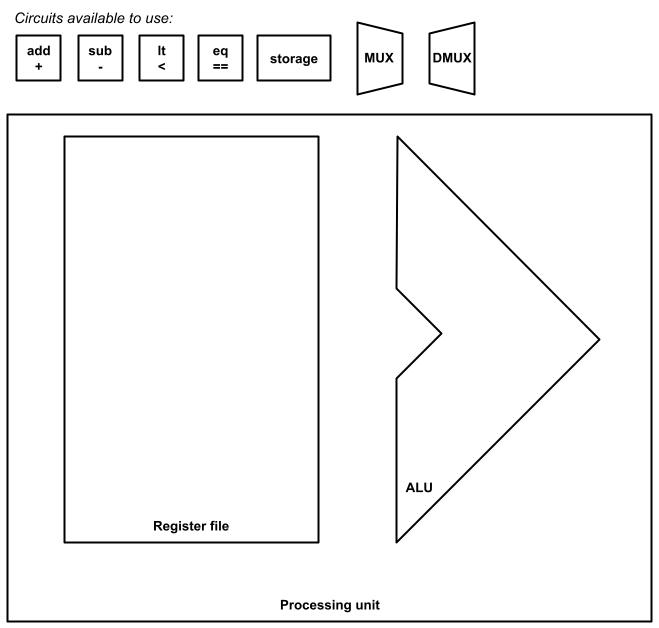 Circuits available to use:
add
+
sub
-
lt
<
eq
==
storage
MUX
DMUX
ALU
Register file
Processing unit